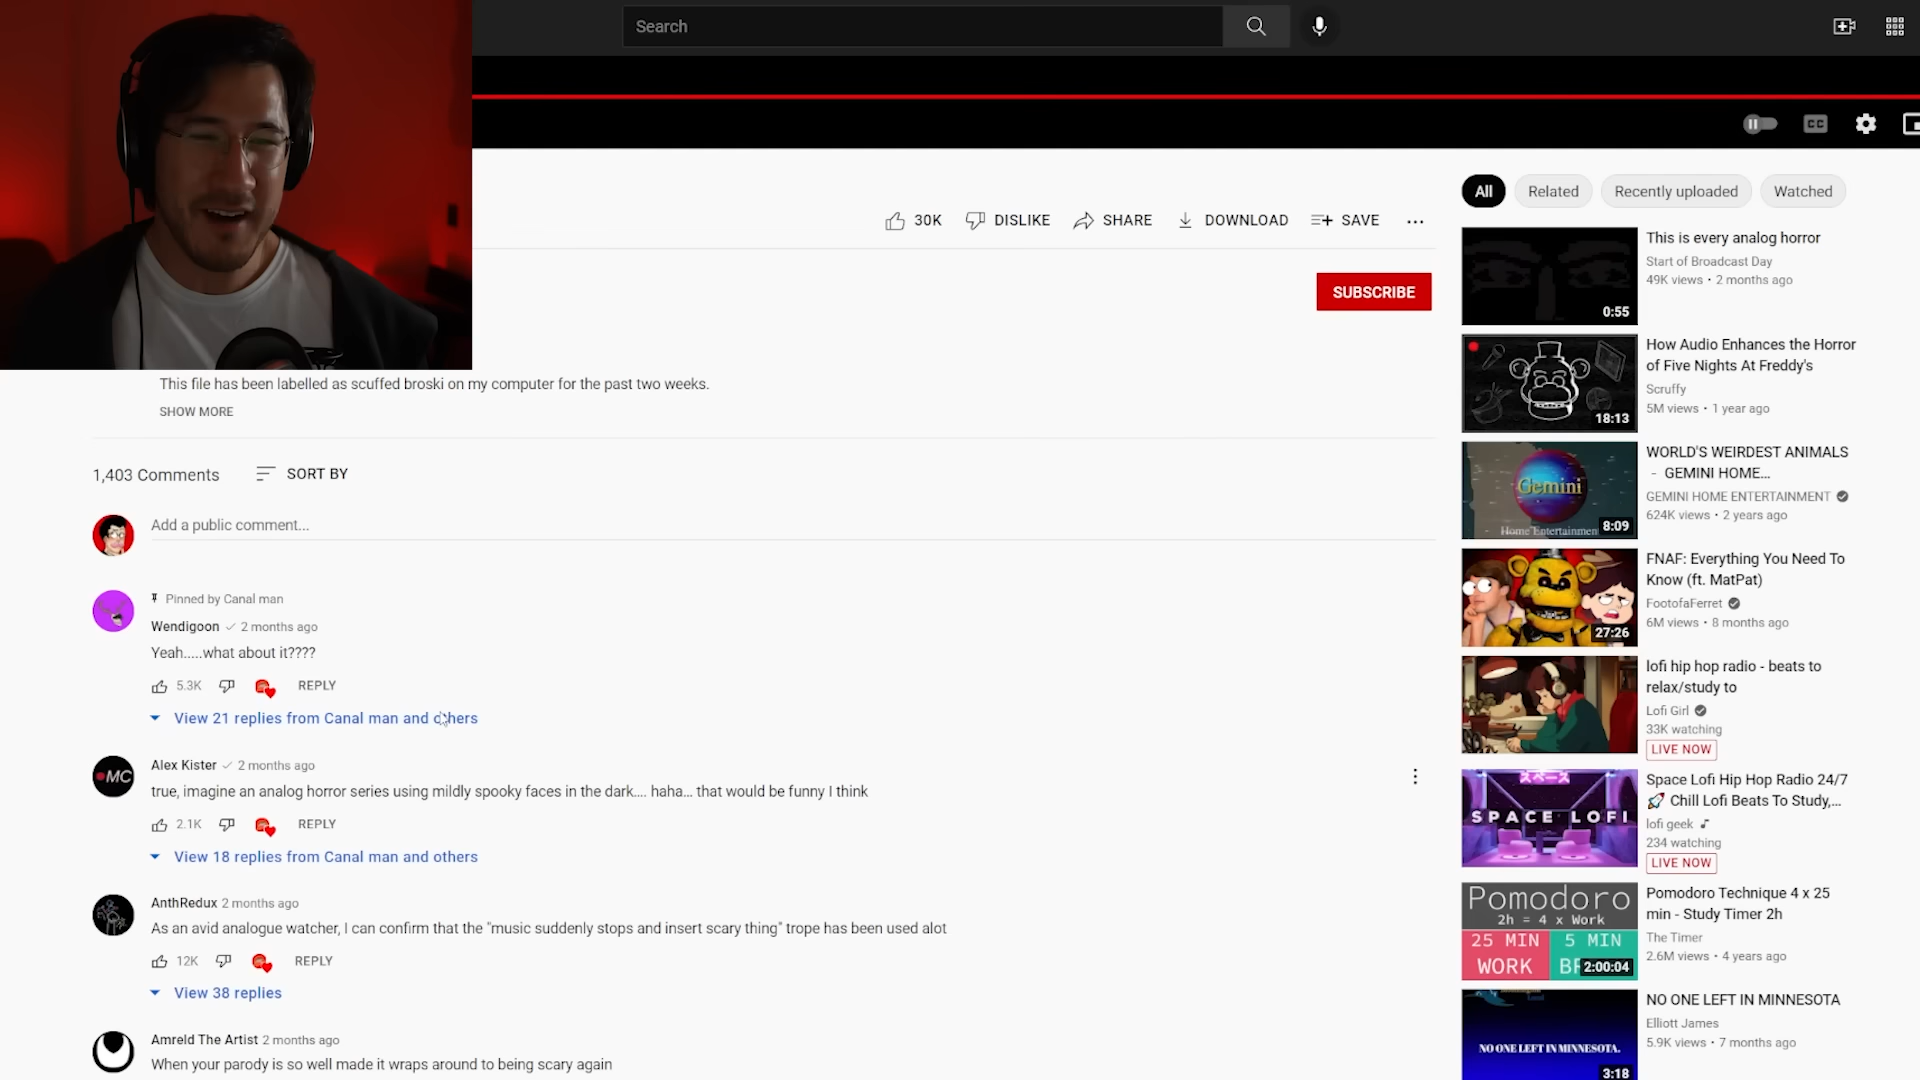 Search
CC
30K
DISLIKE
SHARE
DOWNLOAD
SAVE
SUBSCRIBE
This file has been labelled as scuffed broski on my computer for the past two weeks.
SHOW MORE
1,403 Comments
SORT BY
Add a public comment...
Pinned by Canal man
Wendigoon 2 months ago
Yeah.....what about it????
5.3K
REPLY
View 21 replies from Canal man and others
MC
Alex Kister 2 months ago
true, imagine an analog horror series using mildly spooky faces in the dark.... haha... that would be funny I think
2.1K
REPLY
View 18 replies from Canal man and others
AnthRedux 2 months ago
As an avid analogue watcher, I can confirm that the "music suddenly stops and insert scary thing" trope has been used alot
12K
REPLY
View 38 replies
Amreld The Artist 2 months ago
When your parody is so well made it wraps around to being scary again
All
Related
Recently uploaded
Watched
0:55
This is every analog horror
Start of Broadcast Day
49K views • 2 months ago
18:13
How Audio Enhances the Horror
of Five Nights At Freddy's
Scruffy
5M views • 1 year ago
Gemini
Home Entertainmen
8:09
WORLD'S WEIRDEST ANIMALS
- GEMINI HOME...
GEMINI HOME ENTERTAINMENT
624K views • 2 years ago
27:26
FNAF: Everything You Need To
Know (ft. MatPat)
FootofaFerret
6M views • 8 months ago
lofi hip hop radio - beats to
relax/study to
Lofi Girl
33K watching
LIVE NOW
スペース
SPACE LOFI
Space Lofi Hip Hop Radio 24/7
🚀 Chill Lofi Beats To Study,...
lofi geek
234 watching
LIVE NOW
Pomodoro
2h = 4 x Work
25 MIN
WORK
5 MIN
BR
2:00:04
Pomodoro Technique 4 x 25
min - Study Timer 2h
The Timer
2.6M views • 4 years ago
NO ONE LEFT IN MINNESOTA.
3:18
NO ONE LEFT IN MINNESOTA
Elliott James
5.9K views • 7 months ago